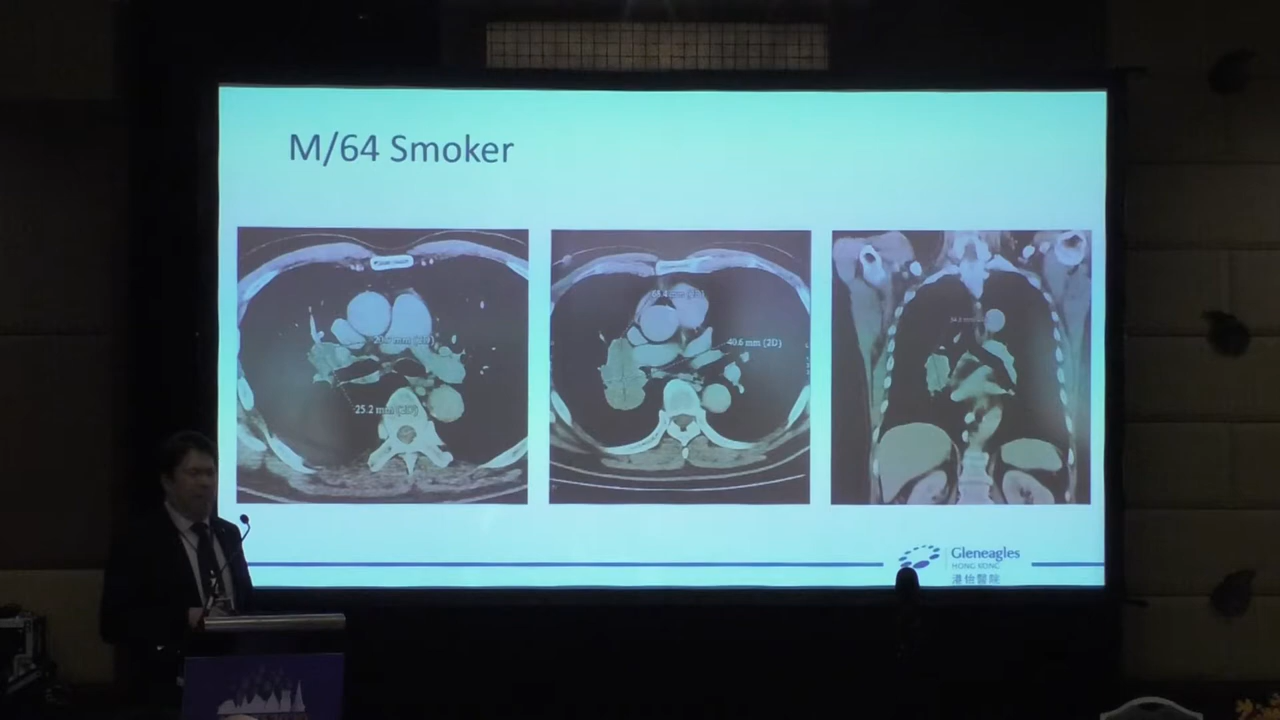 M/64 Smoker
25.2 mm (2D)
40.6 mm (2D)
Gleneagles
HONG KONG
港怡醫院